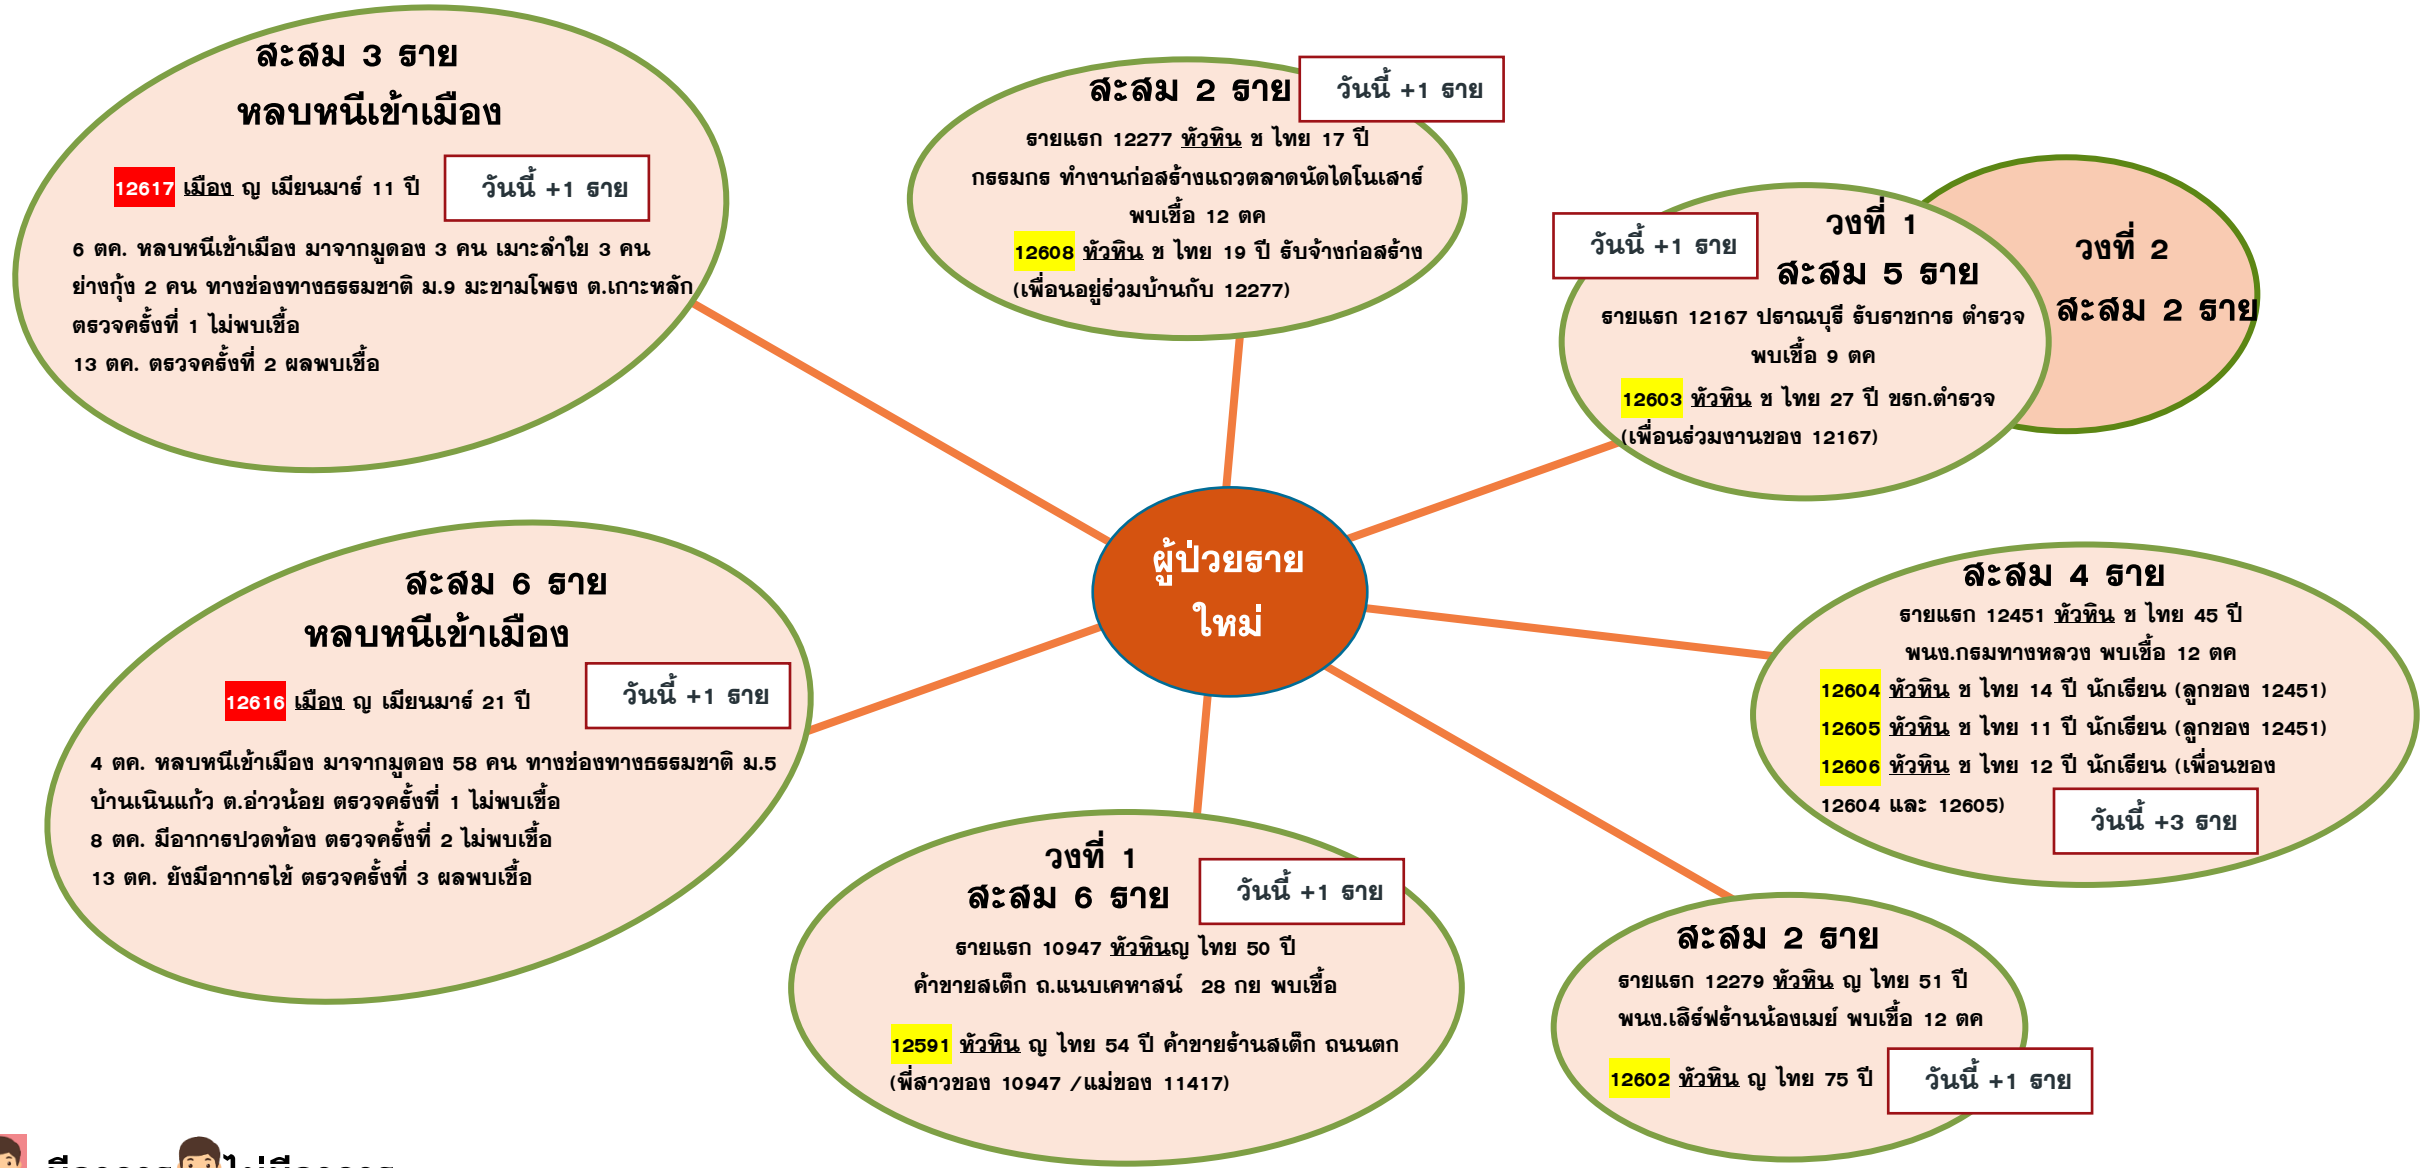 สะสม 3 ราย
หลบหนีเข้าเมือง
12617 เมือง ญ เมียนมาร์ 11 ปี
วันนี้ +1 ราย
6 ตค. หลบหนีเข้าเมือง มาจากมูดอง 3 คน เมาะลำใย 3 คน
ย่างกุ้ง 2 คน ทางช่องทางธรรมชาติ ม.9 มะขามโพรง ต.เกาะหลัก
ตรวจครั้งที่ 1 ไม่พบเชื้อ
13 ตค. ตรวจครั้งที่ 2 ผลพบเชื้อ
สะสม 2 ราย
วันนี้ +1 ราย
รายแรก 12277 หัวหิน ช ไทย 17 ปี
กรรมกร ทำงานก่อสร้างแถวตลาดนัดไดโนเสาร์
พบเชื้อ 12 ตค
12608 หัวหิน ช ไทย 19 ปี รับจ้างก่อสร้าง
(เพื่อนอยู่ร่วมบ้านกับ 12277)
วงที่ 1
วันนี้ +1 ราย
สะสม 5 ราย
รายแรก 12167 ปราณบุรี รับราชการ ตำรวจ
พบเชื้อ 9 ตค
12603 หัวหิน ช ไทย 27 ปี ขรก.ตำรวจ
(เพื่อนร่วมงานของ 12167)
วงที่ 2
สะสม 2 ราย
ผู้ป่วยราย
ใหม่
สะสม 6 ราย
หลบหนีเข้าเมือง
12616 เมือง ญ เมียนมาร์ 21 ปี
วันนี้ +1 ราย
4 ตค. หลบหนีเข้าเมือง มาจากมูดอง 58 คน ทางช่องทางธรรมชาติ ม.5
บ้านเนินแก้ว ต.อ่าวน้อย ตรวจครั้งที่ 1 ไม่พบเชื้อ
8 ตค. มีอาการปวดท้อง ตรวจครั้งที่ 2 ไม่พบเชื้อ
13 ตค. ยังมีอาการไข้ ตรวจครั้งที่ 3 ผลพบเชื้อ
สะสม 4 ราย
รายแรก 12451 หัวหิน ช ไทย 45 ปี
พนง.กรมทางหลวง พบเชื้อ 12 ตค
12604 หัวหิน ช ไทย 14 ปี นักเรียน (ลูกของ 12451)
12605 หัวหิน ช ไทย 11 ปี นักเรียน (ลูกของ 12451)
12606 หัวหิน ช ไทย 12 ปี นักเรียน (เพื่อนของ
12604 และ 12605)
วันนี้ +3 ราย
วงที่ 1
สะสม 6 ราย
วันนี้ +1 ราย
รายแรก 10947 หัวหินญ ไทย 50 ปี
ค้าขายสเต็ก ถ.แนบเคหาสน์ 28 กย พบเชื้อ
12591 หัวหิน ญ ไทย 54 ปี ค้าขายร้านสเต็ก ถนนตก
(พี่สาวของ 10947 /แม่ของ 11417)
สะสม 2 ราย
รายแรก 12279 หัวหิน ญ ไทย 51 ปี
พนง.เสิร์ฟร้านน้องเมย์ พบเชื้อ 12 ตค
12602 หัวหิน ญ ไทย 75 ปี
วันนี้ +1 ราย
มีอาการ ไม่มีอาการ